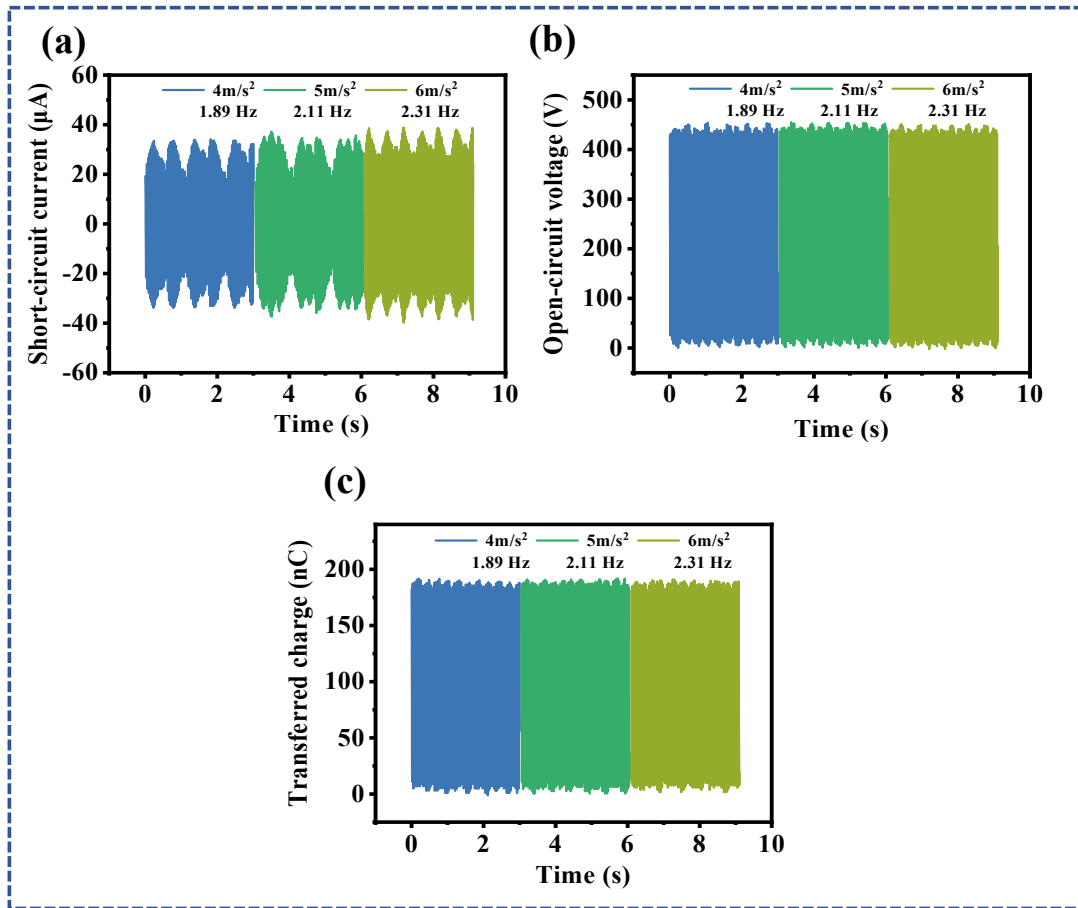 (a)
4m/s² 5m/s² 6m/s²
1.89 Hz 2.11 Hz 2.31 Hz
60
40
20
0
-20
-40
-60
Short-circuit current (μA)
0 2 4 6 8 10
Time (s)
(b)
4m/s² 5m/s² 6m/s²
1.89 Hz 2.11 Hz 2.31 Hz
500
400
300
200
100
0
Open-circuit voltage (V)
0 2 4 6 8 10
Time (s)
(c)
4m/s² 5m/s² 6m/s²
1.89 Hz 2.11 Hz 2.31 Hz
200
150
100
50
0
Transferred charge (nC)
0 2 4 6 8 10
Time (s)